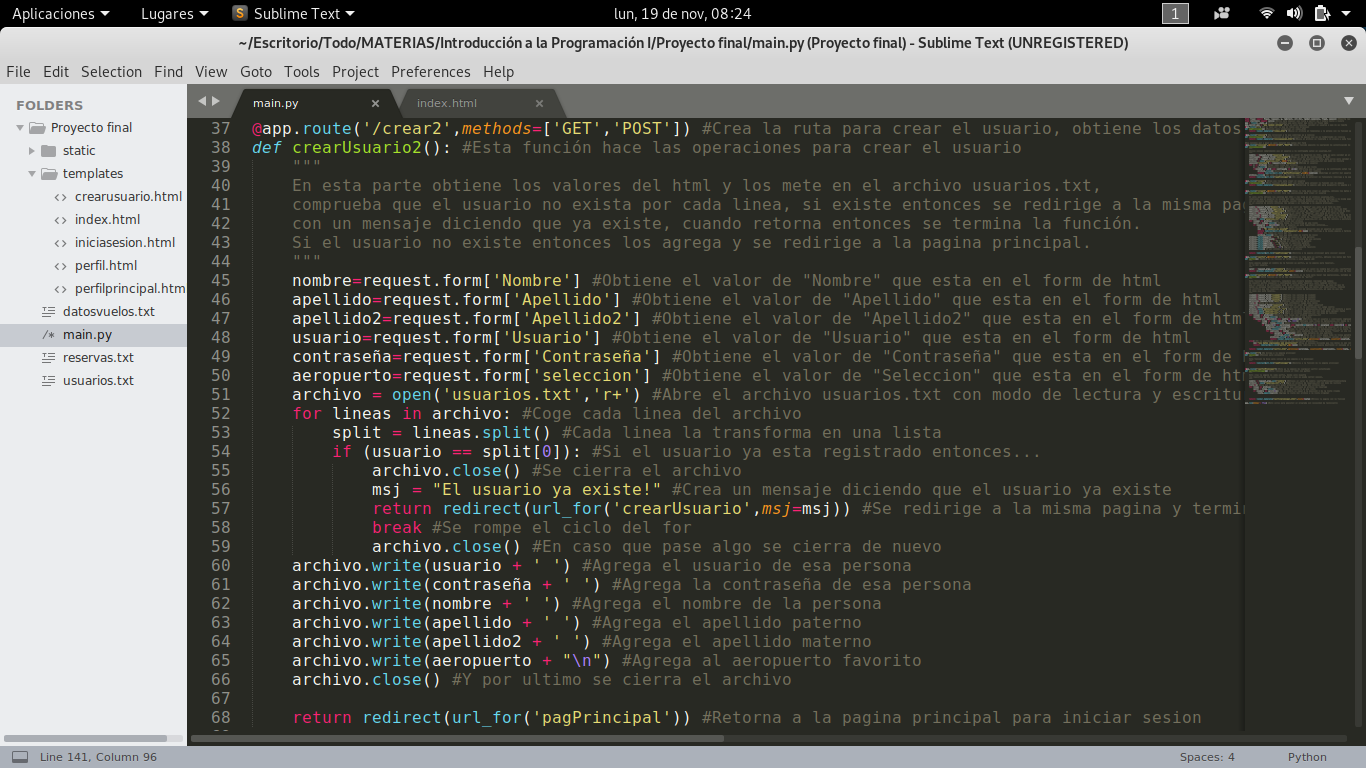 Aplicaciones Lugares Sublime Text lun, 19 de nov, 08:24 1
~/Escritorio/Todo/MATERIAS/Introducción a la Programación I/Proyecto final/main.py (Proyecto final) - Sublime Text (UNREGISTERED)
File Edit Selection Find View Goto Tools Project Preferences Help
FOLDERS
Proyecto final
static
templates
crearusuario.html
index.html
iniciasesion.html
perfil.html
perfilprincipal.htm
datosvuelos.txt
main.py
reservas.txt
usuarios.txt
main.py index.html
37 @app.route('/crear2',methods=['GET','POST']) #Crea la ruta para crear el usuario, obtiene los datos
38 def crearUsuario2(): #Esta función hace las operaciones para crear el usuario
39     """
40     En esta parte obtiene los valores del html y los mete en el archivo usuarios.txt,
41     comprueba que el usuario no exista por cada linea, si existe entonces se redirige a la misma pag
42     con un mensaje diciendo que ya existe, cuando retorna entonces se termina la función.
43     Si el usuario no existe entonces los agrega y se redirige a la pagina principal.
44     """
45     nombre=request.form['Nombre'] #Obtiene el valor de "Nombre" que esta en el form de html
46     apellido=request.form['Apellido'] #Obtiene el valor de "Apellido" que esta en el form de html
47     apellido2=request.form['Apellido2'] #Obtiene el valor de "Apellido2" que esta en el form de html
48     usuario=request.form['Usuario'] #Obtiene el valor de "Usuario" que esta en el form de html
49     contraseña=request.form['Contraseña'] #Obtiene el valor de "Contraseña" que esta en el form de
50     aeropuerto=request.form['seleccion'] #Obtiene el valor de "Seleccion" que esta en el form de htm
51     archivo = open('usuarios.txt','r+') #Abre el archivo usuarios.txt con modo de lectura y escritu
52     for lineas in archivo: #Coge cada linea del archivo
53         split = lineas.split() #Cada linea la transforma en una lista
54         if (usuario == split[0]): #Si el usuario ya esta registrado entonces...
55             archivo.close() #Se cierra el archivo
56             msj = "El usuario ya existe!" #Crea un mensaje diciendo que el usuario ya existe
57             return redirect(url_for('crearUsuario',msj=msj)) #Se redirige a la misma pagina y termin
58             break #Se rompe el ciclo del for
59             archivo.close() #En caso que pase algo se cierra de nuevo
60     archivo.write(usuario + ' ') #Agrega el usuario de esa persona
61     archivo.write(contraseña + ' ') #Agrega la contraseña de esa persona
62     archivo.write(nombre + ' ') #Agrega el nombre de la persona
63     archivo.write(apellido + ' ') #Agrega el apellido paterno
64     archivo.write(apellido2 + ' ') #Agrega el apellido materno
65     archivo.write(aeropuerto + "\n") #Agrega al aeropuerto favorito
66     archivo.close() #Y por ultimo se cierra el archivo
67
68     return redirect(url_for('pagPrincipal')) #Retorna a la pagina principal para iniciar sesion
Line 141, Column 96 Spaces: 4 Python